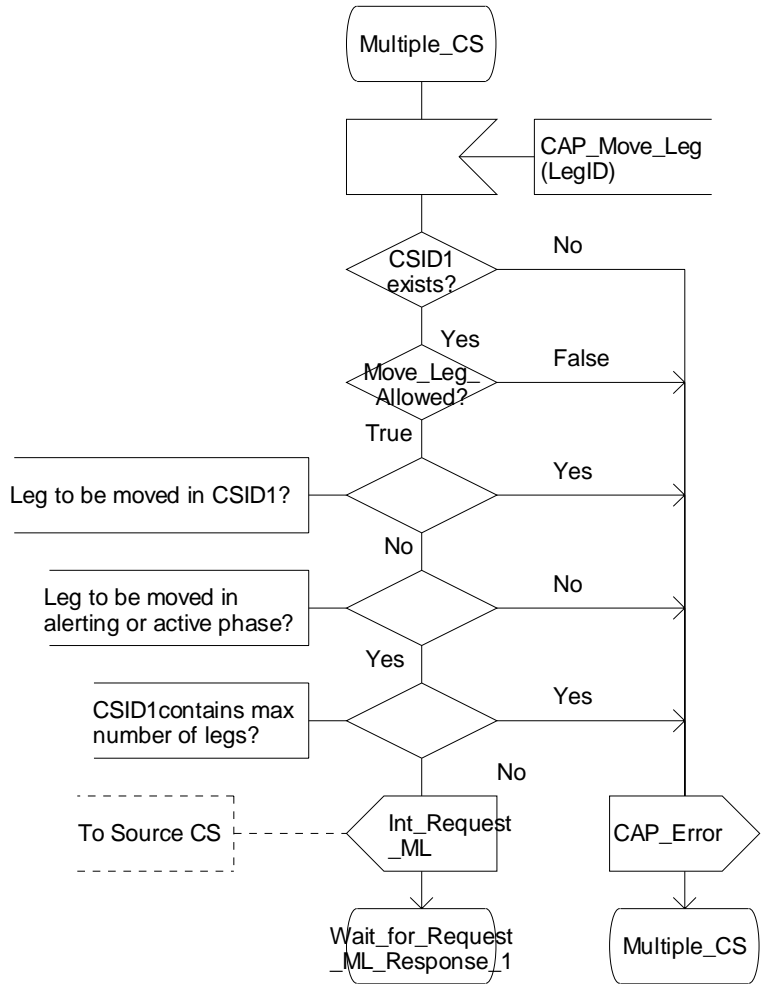 Multiple_CS
CAP_Move_Leg
(LegID)
CSID1
exists?
No
Yes
Move_Leg_
Allowed?
False
True
Leg to be moved in CSID1?
Yes
No
Leg to be moved in
alerting or active phase?
No
Yes
CSID1contains max
number of legs?
Yes
No
To Source CS
Int_Request
_ML
CAP_Error
Wait_for_Request
_ML_Response_1
Multiple_CS